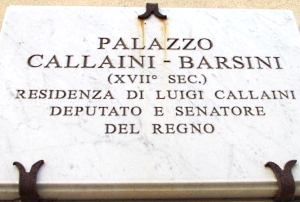 PALAZZO
CALLAINI - BARSINI
(XVII° SEC.)
RESIDENZA DI LUIGI CALLAINI
DEPUTATO E SENATORE
DEL REGNO